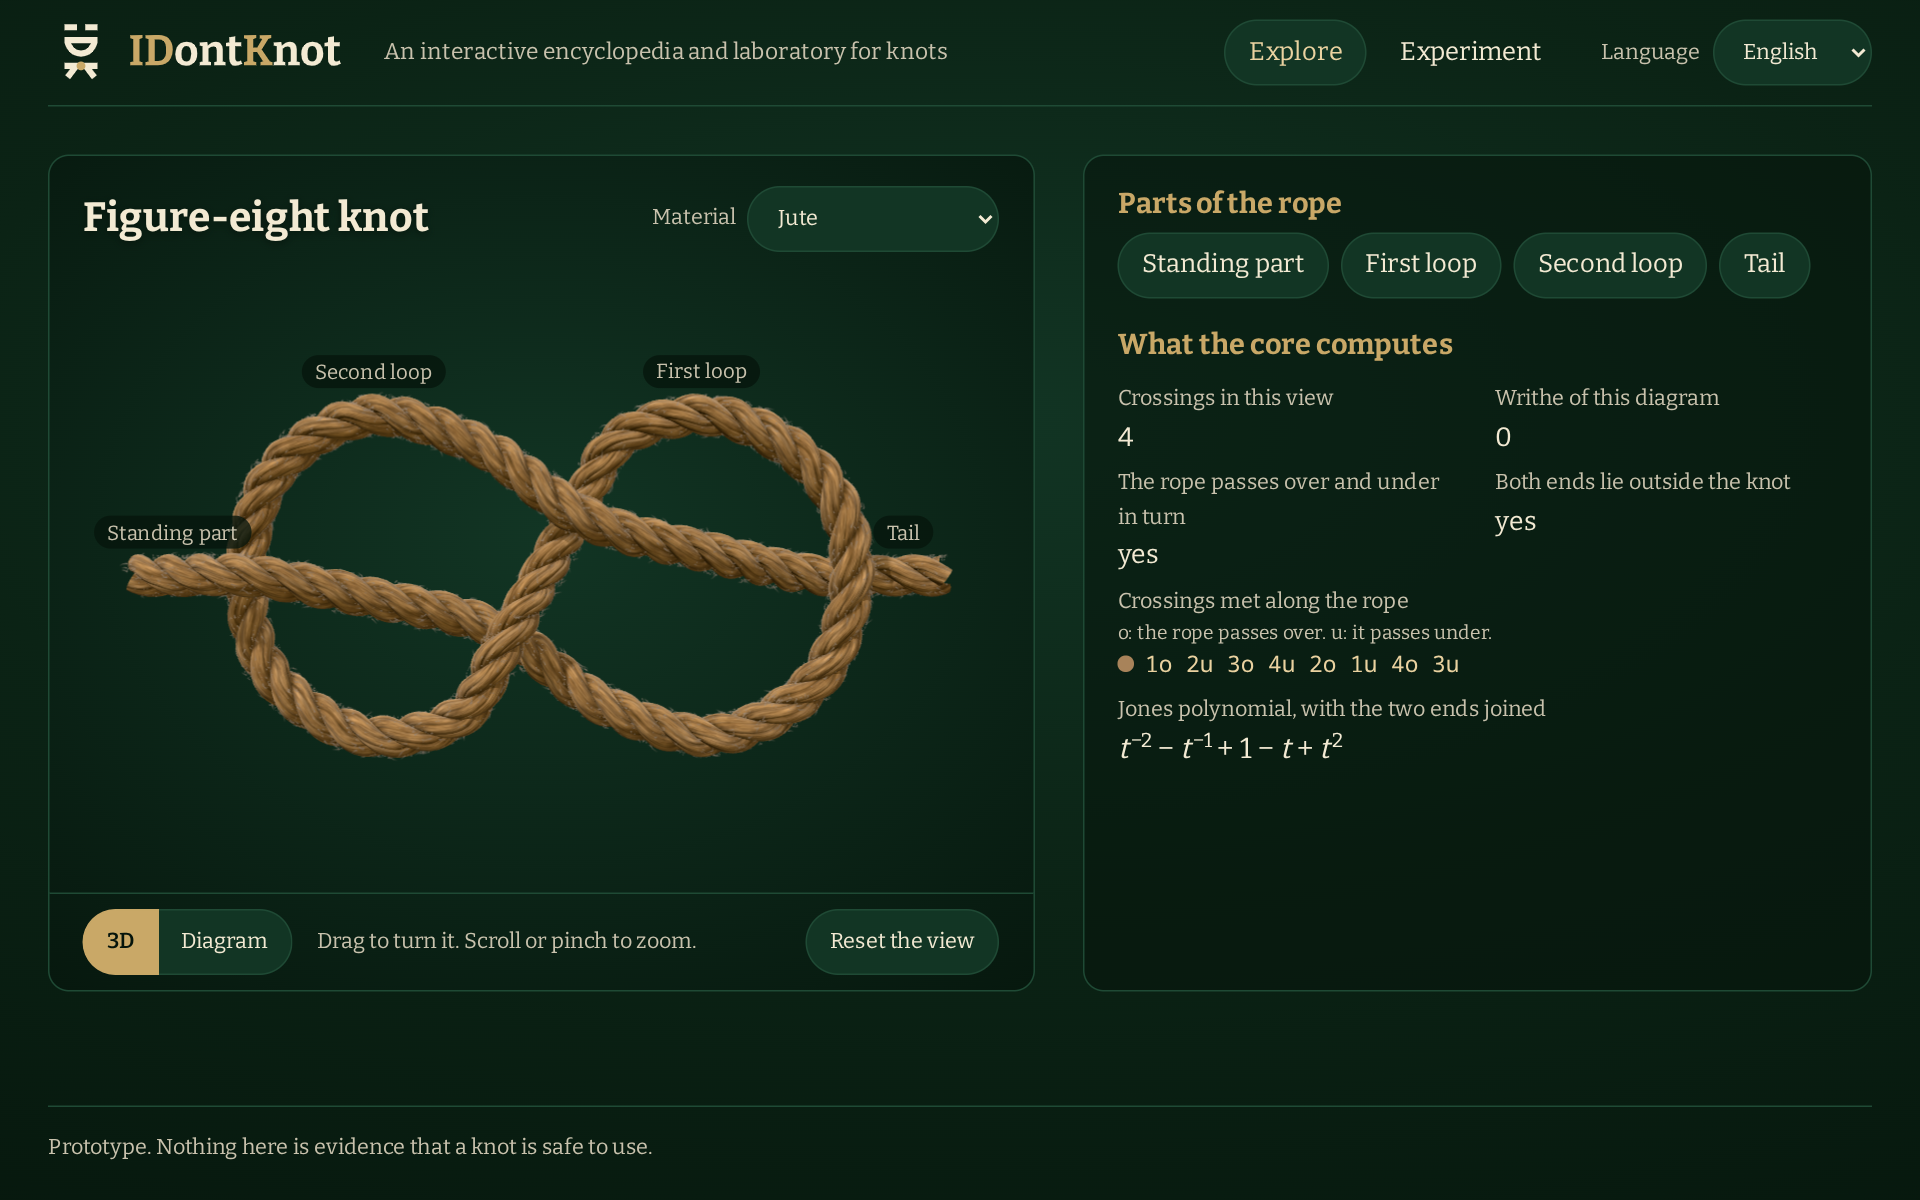 IDontKnot
An interactive encyclopedia and laboratory for knots
Explore
Experiment
Language
English
Figure-eight knot
Material
Jute
Second loop
First loop
Standing part
Tail
3D
Diagram
Drag to turn it. Scroll or pinch to zoom.
Reset the view
Parts of the rope
Standing part
First loop
Second loop
Tail
What the core computes
Crossings in this view
4
Writhe of this diagram
0
The rope passes over and under
in turn
yes
Both ends lie outside the knot
yes
Crossings met along the rope
o: the rope passes over. u: it passes under.
1o 2u 3o 4u 2o 1u 4o 3u
Jones polynomial, with the two ends joined
t⁻² − t⁻¹ + 1 − t + t²
Prototype. Nothing here is evidence that a knot is safe to use.